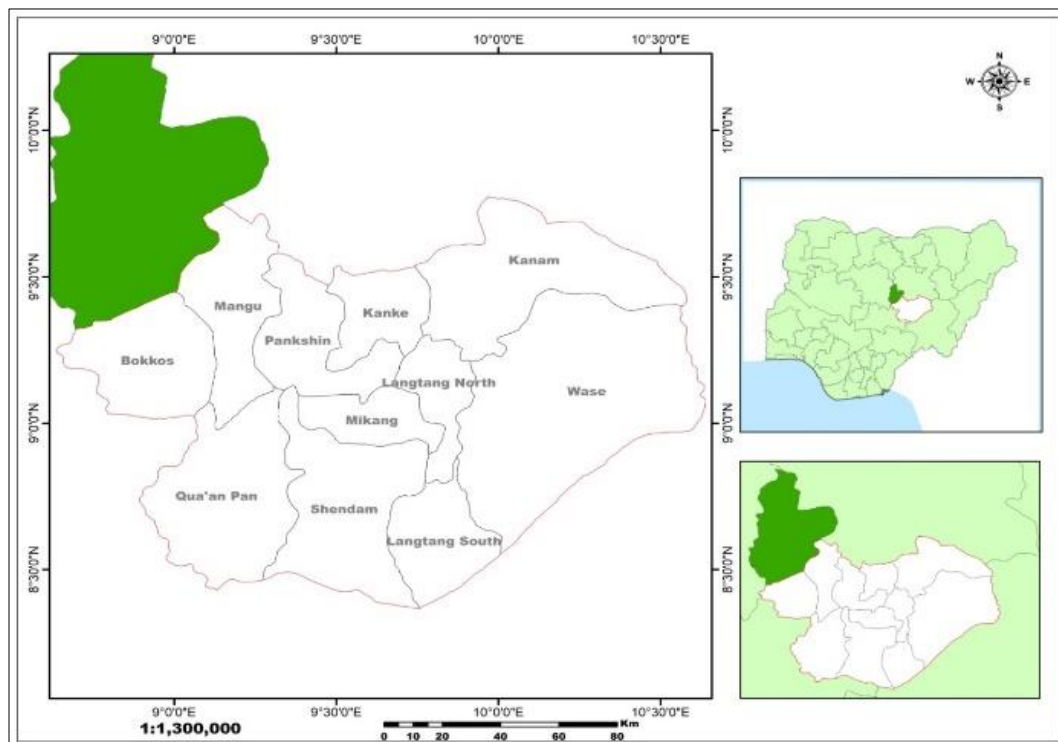 9°0'0"E 9°30'0"E 10°0'0"E 10°30'0"E
N
W E
S
10°0'0"N 10°0'0"N
Kanam
9°30'0"N 9°30'0"N
Mangu
Kanke
Pankshin
Bokkos
Langtang North
Wase
Mikang
9°0'0"N 9°0'0"N
Qua'an Pan
Shendam
Langtang South
8°30'0"N 8°30'0"N
9°0'0"E 9°30'0"E 10°0'0"E 10°30'0"E
1:1,300,000
Km
0 10 20 40 60 80